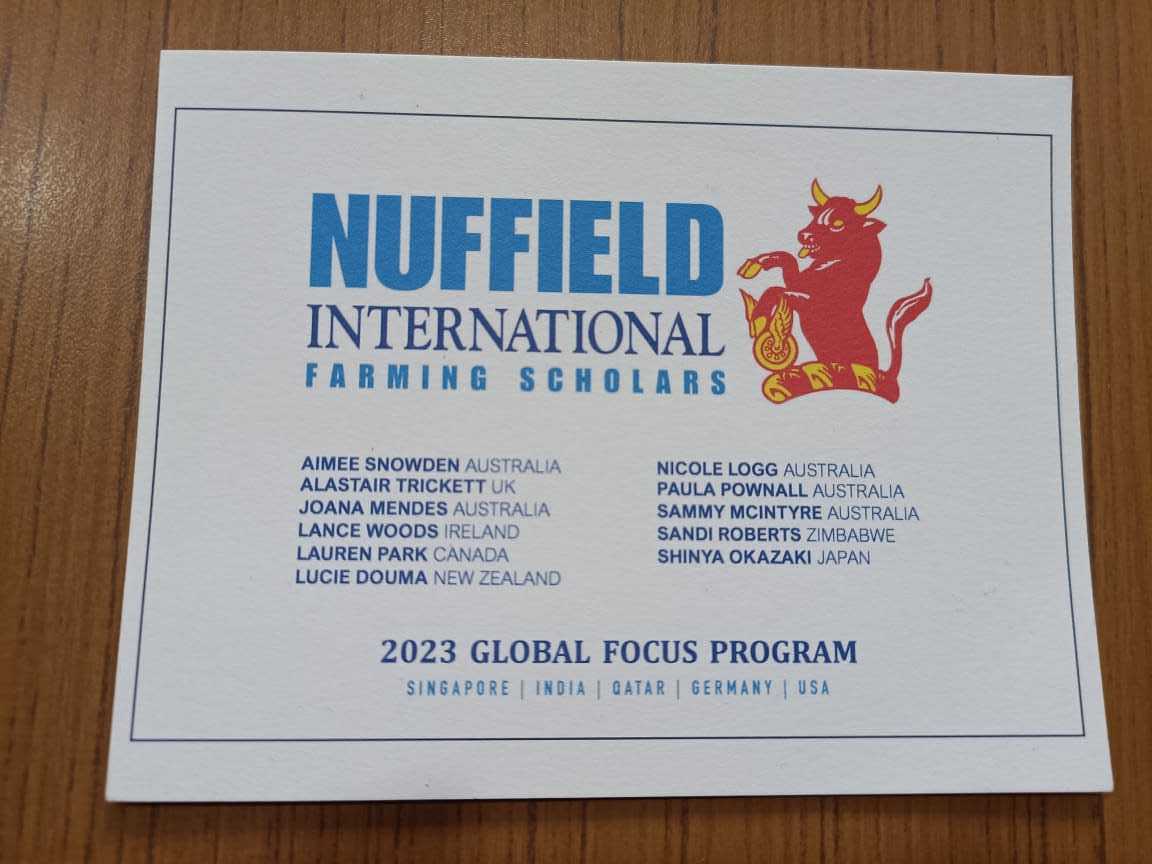 NUFFIELD
INTERNATIONAL
FARMING SCHOLARS
AIMEE SNOWDEN AUSTRALIA
ALASTAIR TRICKETT UK
JOANA MENDES AUSTRALIA
LANCE WOODS IRELAND
LAUREN PARK CANADA
LUCIE DOUMA NEW ZEALAND
NICOLE LOGG AUSTRALIA
PAULA POWNALL AUSTRALIA
SAMMY MCINTYRE AUSTRALIA
SANDI ROBERTS ZIMBABWE
SHINYA OKAZAKI JAPAN
2023 GLOBAL FOCUS PROGRAM
SINGAPORE | INDIA | QATAR | GERMANY | USA